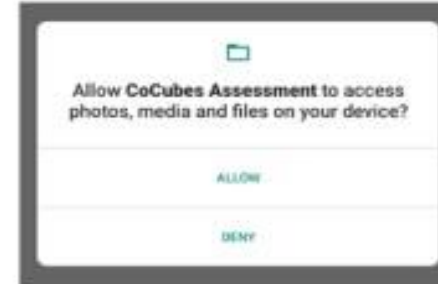 Allow CoCubes Assessment to access
photos, media and files on your device?
ALLOW
DENY